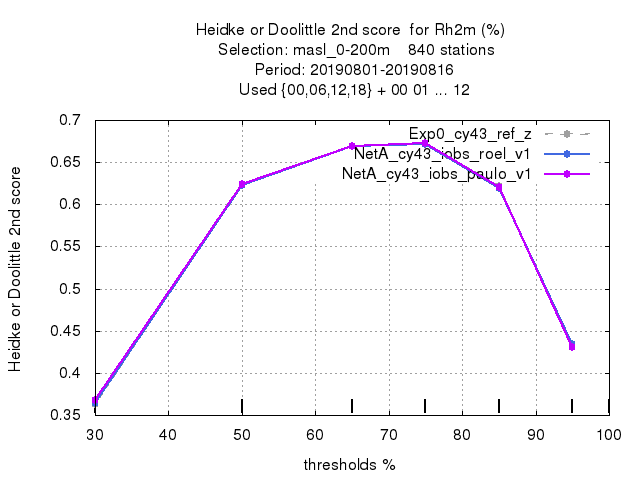 Heidke or Doolittle 2nd score  for Rh2m (%)
Selection: masl_0-200m    840 stations
Period: 20190801-20190816
Used {00,06,12,18} + 00 01 ... 12
Heidke or Doolittle 2nd score
0.7
0.65
0.6
0.55
0.5
0.45
0.4
0.35
Exp0_cy43_ref_z
NetA_cy43_iobs_roel_v1
NetA_cy43_iobs_paulo_v1
30 40 50 60 70 80 90 100
thresholds %